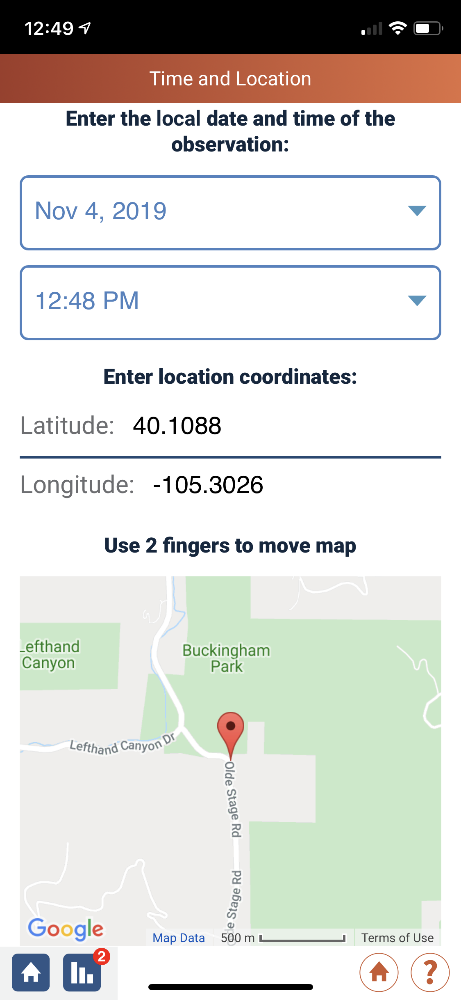 12:49
Time and Location
Enter the local date and time of the
observation:
Nov 4, 2019
12:48 PM
Enter location coordinates:
Latitude: 40.1088
Longitude: -105.3026
Use 2 fingers to move map
Lefthand
Canyon
Buckingham
Park
Lefthand Canyon Dr
Olde Stage Rd
de Stage Rd
Google
Map Data
500 m
Terms of Use
2
?